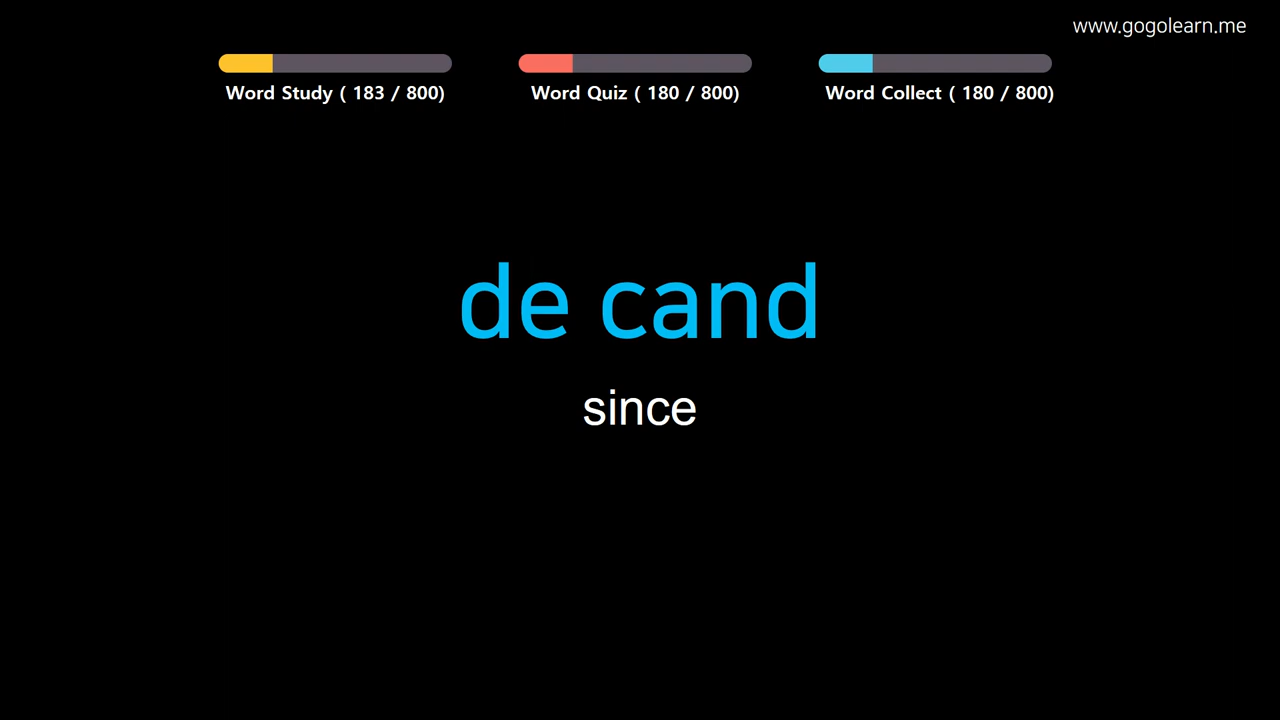 www.gogolearn.me
Word Study ( 183 / 800)
Word Quiz ( 180 / 800)
Word Collect ( 180 / 800)
de cand
since